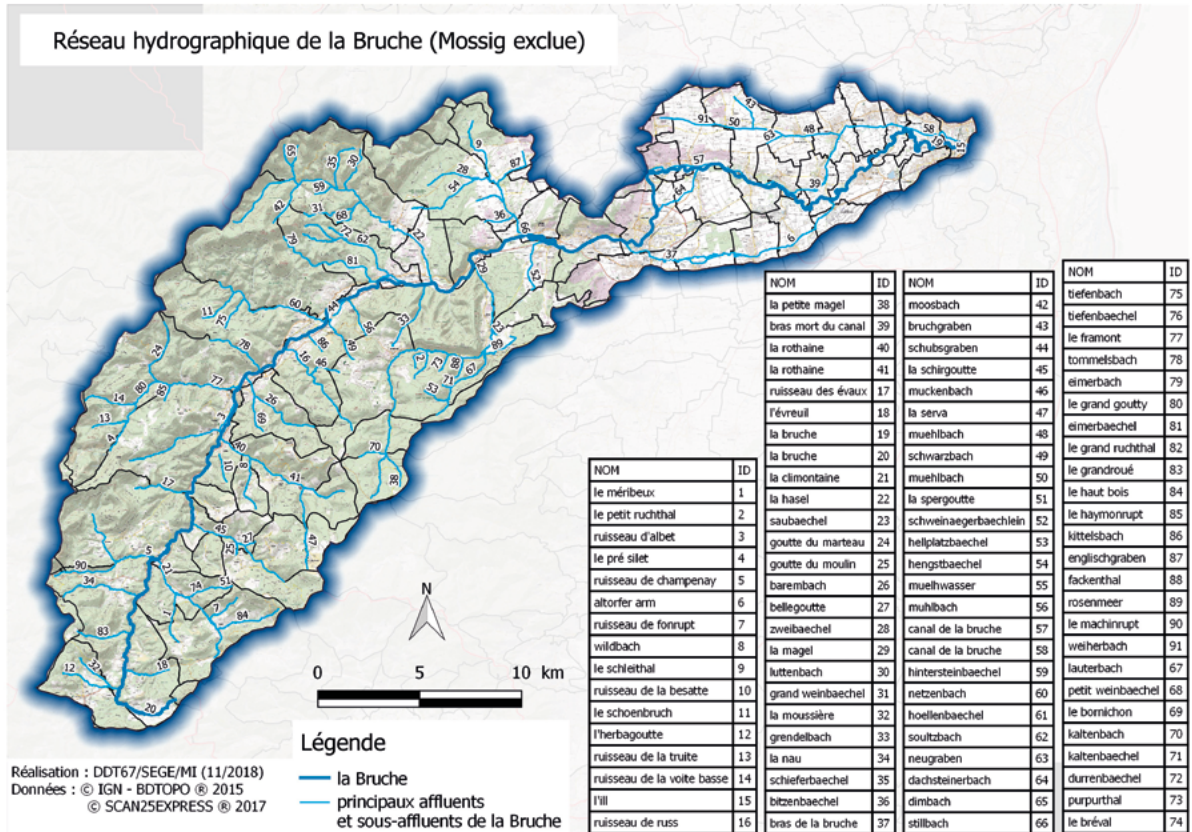 Réseau hydrographique de la Bruche (Mossig exclue)
NOM ID
le méribeux 1
le petit ruchthal 2
ruisseau d'albet 3
le pré silet 4
ruisseau de champenay 5
altorfer arm 6
ruisseau de fonrupt 7
wildbach 8
le schleithal 9
ruisseau de la besatte 10
le schoenbruch 11
l'herbagoutte 12
ruisseau de la truite 13
ruisseau de la voite basse 14
l'ill 15
ruisseau de russ 16
NOM ID
la petite magel 38
bras mort du canal 39
la rothaine 40
la rothaine 41
ruisseau des évaux 17
l'évreuil 18
la bruche 19
la bruche 20
la climontaine 21
la hasel 22
saubaechel 23
goutte du marteau 24
goutte du moulin 25
barembach 26
bellegoutte 27
zweibaechel 28
la magel 29
luttenbach 30
grand weinbaechel 31
la moussière 32
grendelbach 33
la nau 34
schieferbaechel 35
bitzenbaechel 36
bras de la bruche 37
NOM ID
moosbach 42
bruchgraben 43
schubsgraben 44
la schirgoutte 45
muckenbach 46
la serva 47
muehlbach 48
schwarzbach 49
muehlbach 50
la spergoutte 51
schweinaegerbaechlein 52
hellplatzbaechel 53
hengstbaechel 54
muelhwasser 55
muhlbach 56
canal de la bruche 57
canal de la bruche 58
hintersteinbaechel 59
netzenbach 60
hoellenbaechel 61
soultzbach 62
neugraben 63
dachsteinerbach 64
dimbach 65
stillbach 66
NOM ID
tiefenbach 75
tiefenbaechel 76
le framont 77
tommelsbach 78
eimerbach 79
le grand goutty 80
eimerbaechel 81
le grand ruchthal 82
le grandroué 83
le haut bois 84
le haymonrupt 85
kittelsbach 86
englischgraben 87
fackenthal 88
rosenmeer 89
le machinrupt 90
weiherbach 91
lauterbach 67
petit weinbaechel 68
le bornichon 69
kaltenbach 70
kaltenbaechel 71
durrenbaechel 72
purpurthal 73
le bréval 74
N
0 5 10 km
Légende
la Bruche
principaux affluents
et sous-affluents de la Bruche
Réalisation : DDT67/SEGE/MI (11/2018)
Données : © IGN - BDTOPO ® 2015
© SCAN25EXPRESS ® 2017